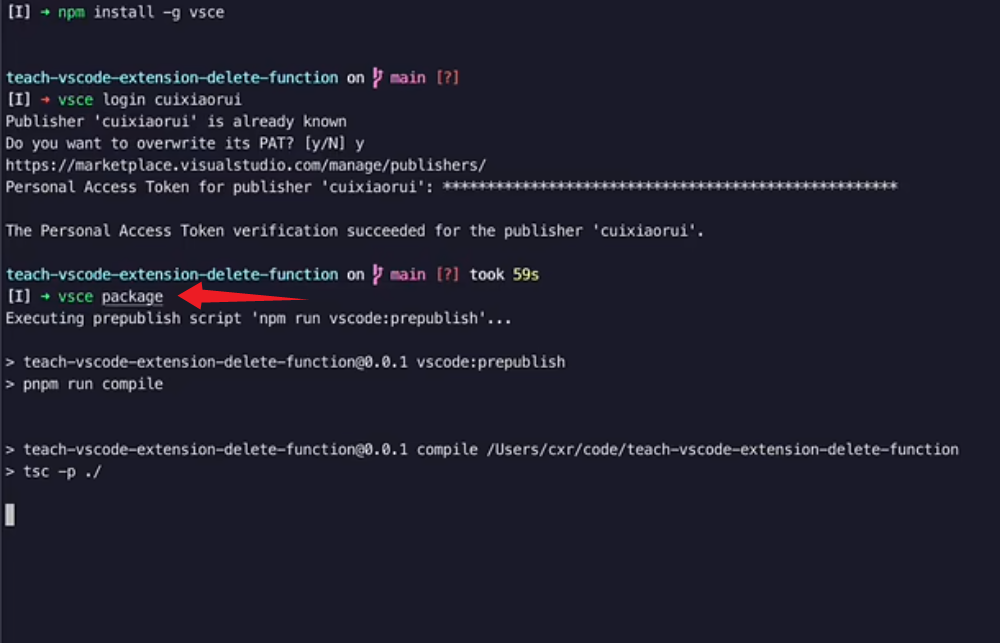 [I] → npm install -g vsce
teach-vscode-extension-delete-function on main [?]
[I] → vsce login cuixiaorui
Publisher 'cuixiaorui' is already known
Do you want to overwrite its PAT? [y/N] y
https://marketplace.visualstudio.com/manage/publishers/
Personal Access Token for publisher 'cuixiaorui': ****************************************************
The Personal Access Token verification succeeded for the publisher 'cuixiaorui'.
teach-vscode-extension-delete-function on main [?] took 59s
[I] → vsce package
Executing prepublish script 'npm run vscode:prepublish'...
> teach-vscode-extension-delete-function@0.0.1 vscode:prepublish
> pnpm run compile
> teach-vscode-extension-delete-function@0.0.1 compile /Users/cxr/code/teach-vscode-extension-delete-function
> tsc -p ./